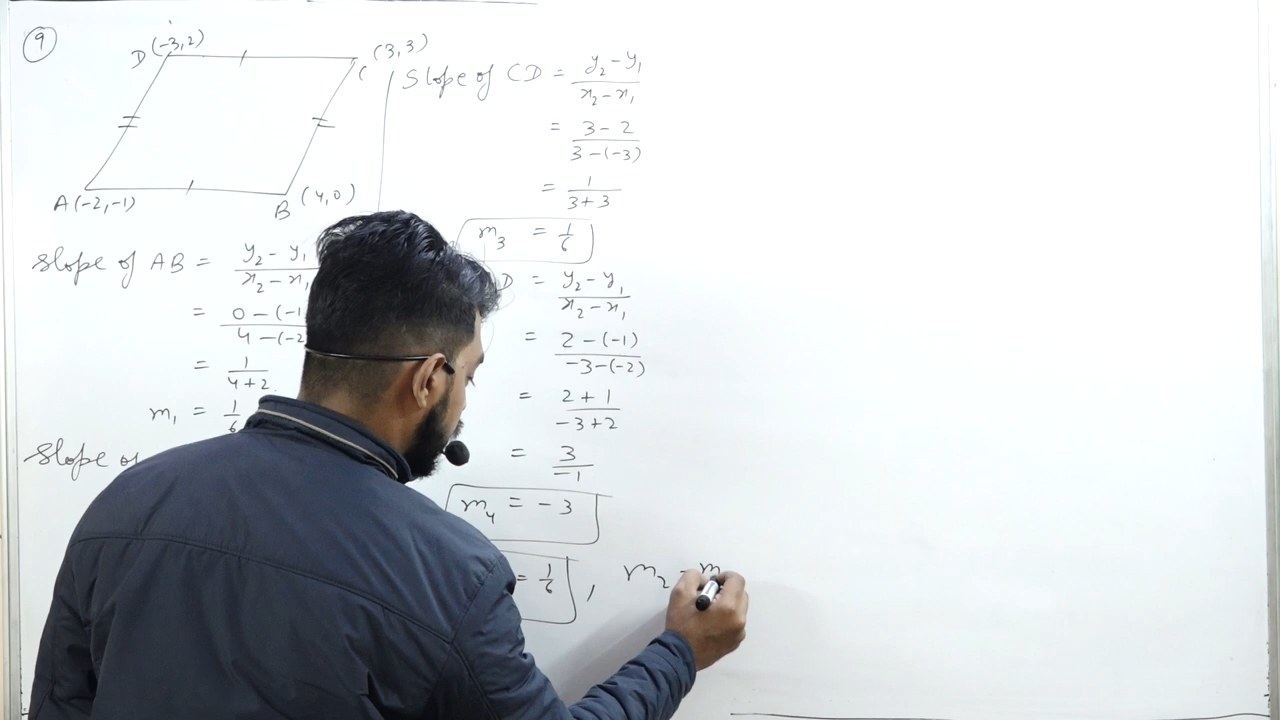 9
D (-3,2)
C (3,3)
A (-2,-1)
B (4,0)
Slope of AB = y₂ - y₁ / x₂ - x₁
= 0 - (-1 / 4 - (-2
= 1 / 4+2
m₁ = 1/6
Slope of
Slope of CD = y₂ - y₁ / x₂ - x₁
= 3 - 2 / 3 - (-3)
= 1 / 3+3
m₃ = 1/6
D = y₂ - y₁ / x₂ - x₁
= 2 - (-1) / -3 - (-2)
= 2 + 1 / -3+2
= 3 / -1
m₄ = - 3
= 1/6 , m₂ = m